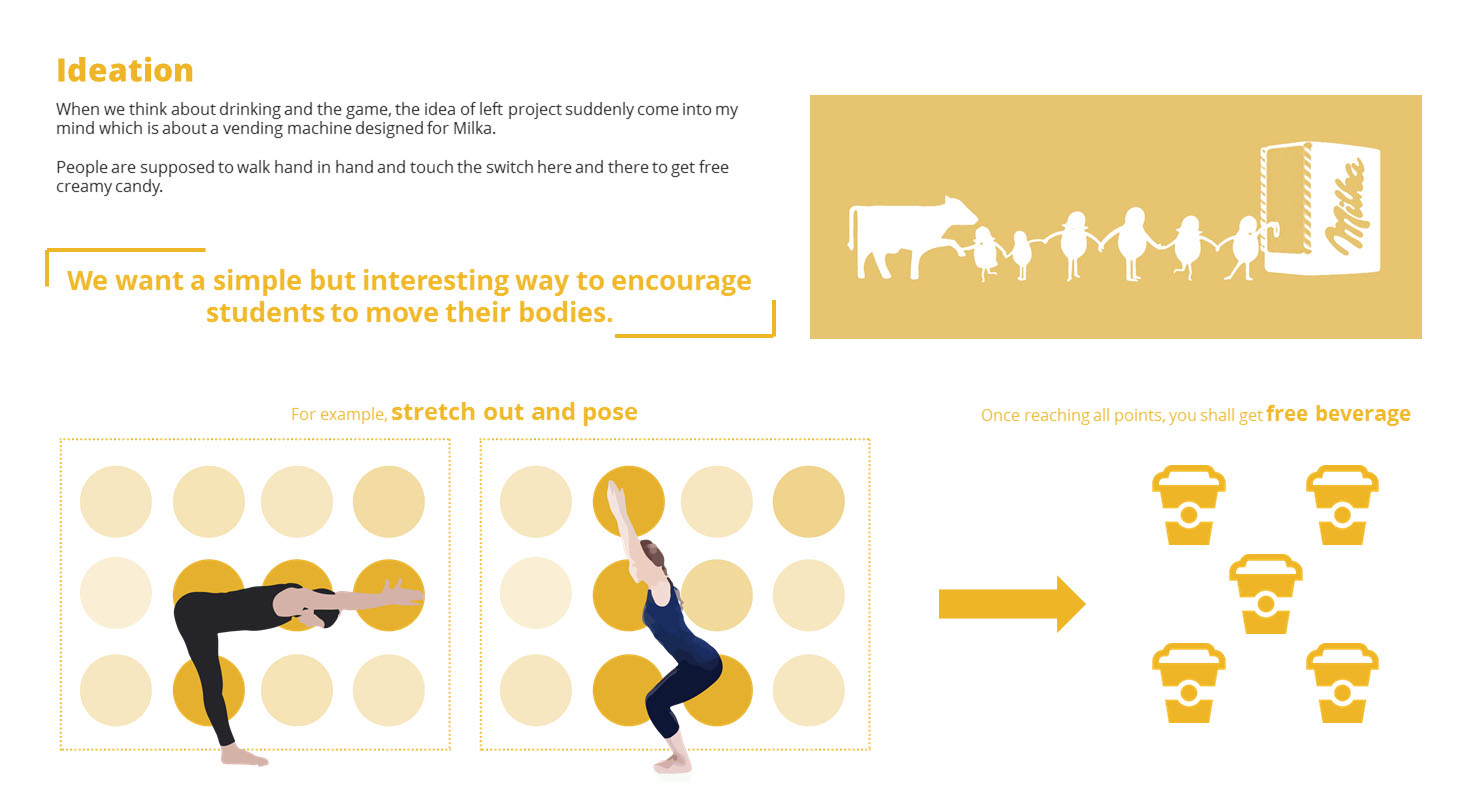 Ideation
When we think about drinking and the game, the idea of left project suddenly come into my
mind which is about a vending machine designed for Milka.
People are supposed to walk hand in hand and touch the switch here and there to get free
creamy candy.
Milka
We want a simple but interesting way to encourage
students to move their bodies.
For example, stretch out and pose
Once reaching all points, you shall get free beverage